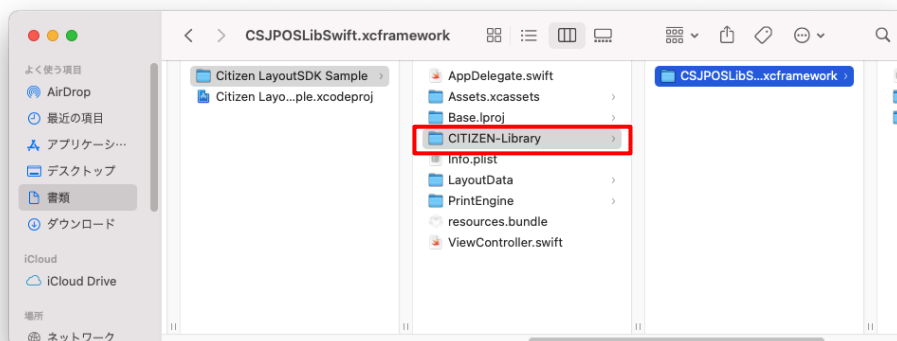 CSJPOSLibSwift.xcframework
よく使う項目
AirDrop
最近の項目
アプリケーシ…
デスクトップ
書類
ダウンロード
iCloud
iCloud Drive
場所
ネットワーク
Citizen LayoutSDK Sample
Citizen Layo...ple.xcodeproj
AppDelegate.swift
Assets.xcassets
Base.lproj
CITIZEN-Library
Info.plist
LayoutData
PrintEngine
resources.bundle
ViewController.swift
CSJPOSLibS...xcframework